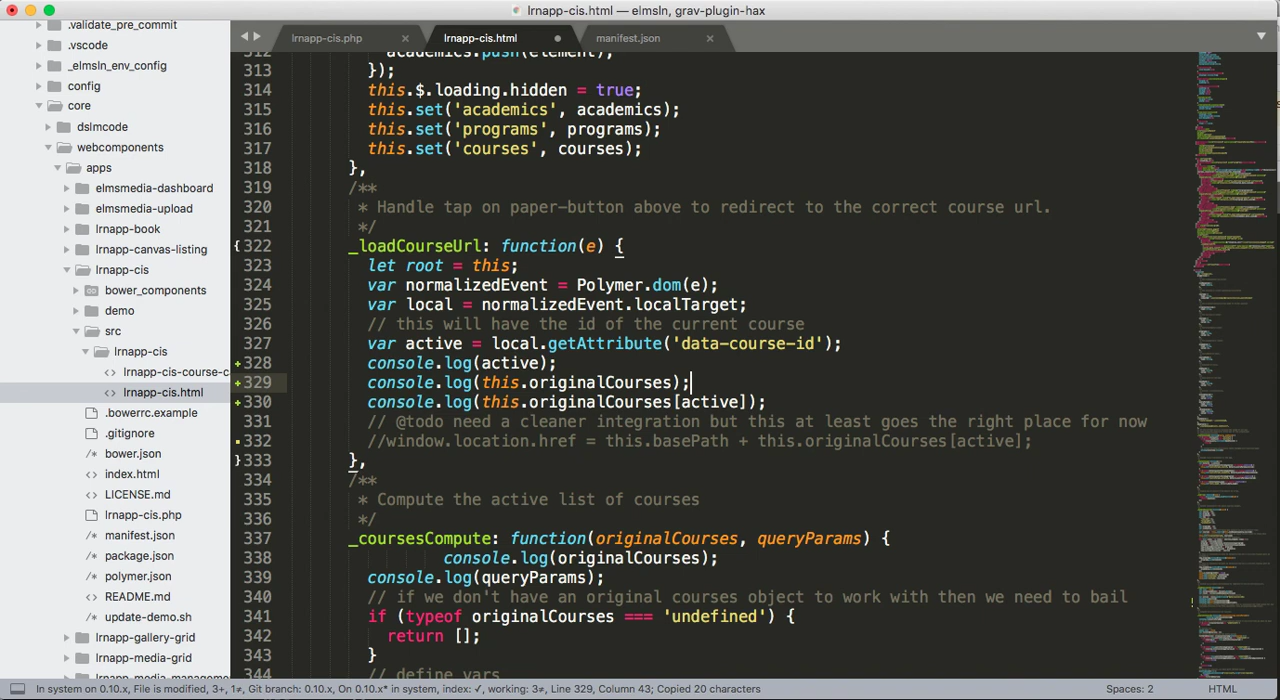 lrnapp-cis.html — elmsln, grav-plugin-hax
lrnapp-cis.php ×
lrnapp-cis.html
manifest.json ×
.validate_pre_commit
.vscode
_elmsln_env_config
config
core
dslmcode
webcomponents
apps
elmsmedia-dashboard
elmsmedia-upload
lrnapp-book
lrnapp-canvas-listing
lrnapp-cis
bower_components
demo
src
lrnapp-cis
<> lrnapp-cis-course-c
<> lrnapp-cis.html
.bowerrc.example
.gitignore
/* bower.json
<> index.html
<> LICENSE.md
lrnapp-cis.php
/* manifest.json
/* package.json
/* polymer.json
<> README.md
/* update-demo.sh
lrnapp-gallery-grid
lrnapp-media-grid
lrnapp-media-managemen
312 academics.push(element);
313 });
314 this.$.loading.hidden = true;
315 this.set('academics', academics);
316 this.set('programs', programs);
317 this.set('courses', courses);
318 },
319 /**
320 * Handle tap on paper-button above to redirect to the correct course url.
321 */
{322 _loadCourseUrl: function(e) {
323 let root = this;
324 var normalizedEvent = Polymer.dom(e);
325 var local = normalizedEvent.localTarget;
326 // this will have the id of the current course
327 var active = local.getAttribute('data-course-id');
+328 console.log(active);
+329 console.log(this.originalCourses);
+330 console.log(this.originalCourses[active]);
331 // @todo need a cleaner integration but this at least goes the right place for now
332 //window.location.href = this.basePath + this.originalCourses[active];
}333 },
334 /**
335 * Compute the active list of courses
336 */
337 _coursesCompute: function(originalCourses, queryParams) {
338 console.log(originalCourses);
339 console.log(queryParams);
340 // if we don't have an original courses object to work with then we need to bail
341 if (typeof originalCourses === 'undefined') {
342 return [];
343 }
344 // define vars
In system on 0.10.x, File is modified, 3+, 1≠, Git branch: 0.10.x, On 0.10.x* in system, index: ✓, working: 3≠, Line 329, Column 43; Copied 20 characters
Spaces: 2
HTML